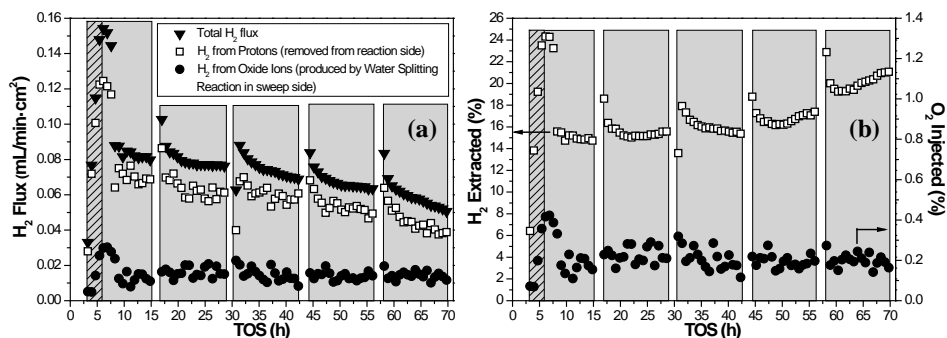 0.16
0.14
0.12
0.10
0.08
0.06
0.04
0.02
0.00
H₂ Flux (mL/min·cm²)
Total H₂ flux
H₂ from Protons (removed from reaction side)
H₂ from Oxide Ions (produced by Water Splitting
Reaction in sweep side)
(a)
0 5 10 15 20 25 30 35 40 45 50 55 60 65 70
TOS (h)
26
24
22
20
18
16
14
12
10
8
6
4
2
0
H₂ Extracted (%)
(b)
1.4
1.2
1.0
0.8
0.6
0.4
0.2
0.0
O₂ Injected (%)
0 5 10 15 20 25 30 35 40 45 50 55 60 65 70
TOS (h)